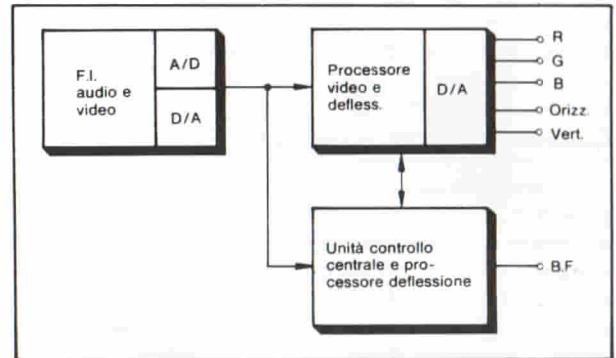 F.I.
audio e
video
A/D
D/A
Processore
video e
defless.
D/A
R
G
B
Orizz.
Vert.
Unità controllo
centrale e pro-
cessore deflessione
B.F.